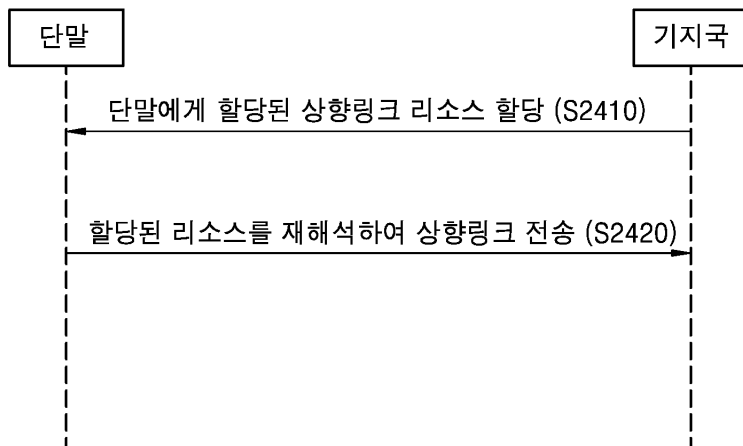 단말
기지국
단말에게 할당된 상향링크 리소스 할당 (S2410)
할당된 리소스를 재해석하여 상향링크 전송 (S2420)